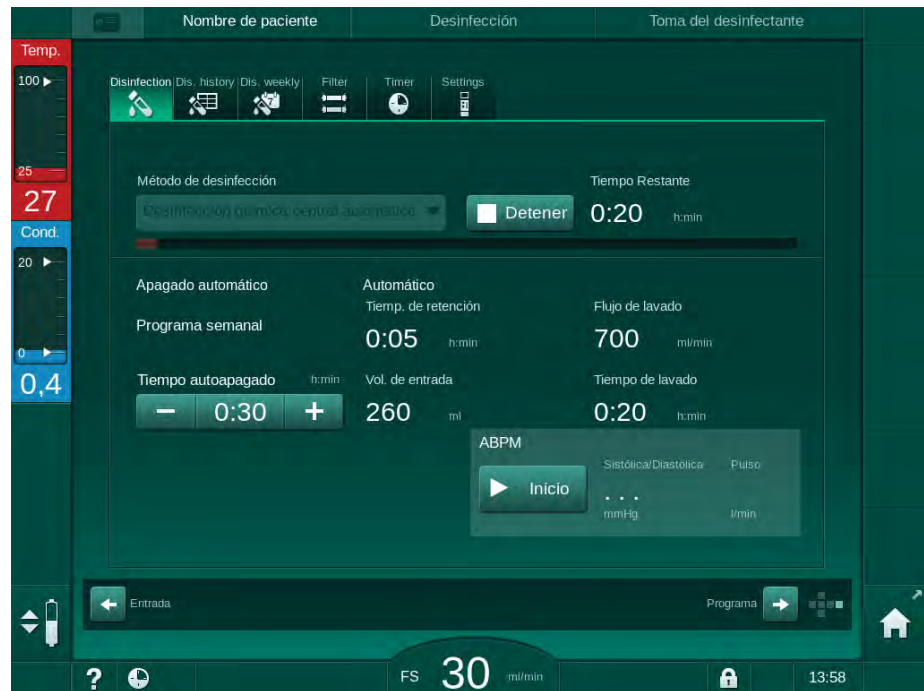 Nombre de paciente
Desinfección
Toma del desinfectante
Temp.
100
25
27
Cond.
20
0
0,4
Disinfection
Dis. history
Dis. weekly
Filter
Timer
Settings
7
Método de desinfección
Desinfección química central automática
Detener
Tiempo Restante
0:20 h:min
Apagado automático
Programa semanal
Tiempo autoapagado h:min
0:30
Automático
Tiemp. de retención
0:05 h:min
Flujo de lavado
700 ml/min
Vol. de entrada
260 ml
Tiempo de lavado
0:20 h:min
ABPM
Inicio
Sistólica/Diastólica
Pulso
. . .
mmHg
l/min
Entrada
Programa
?
FS 30 ml/min
13:58